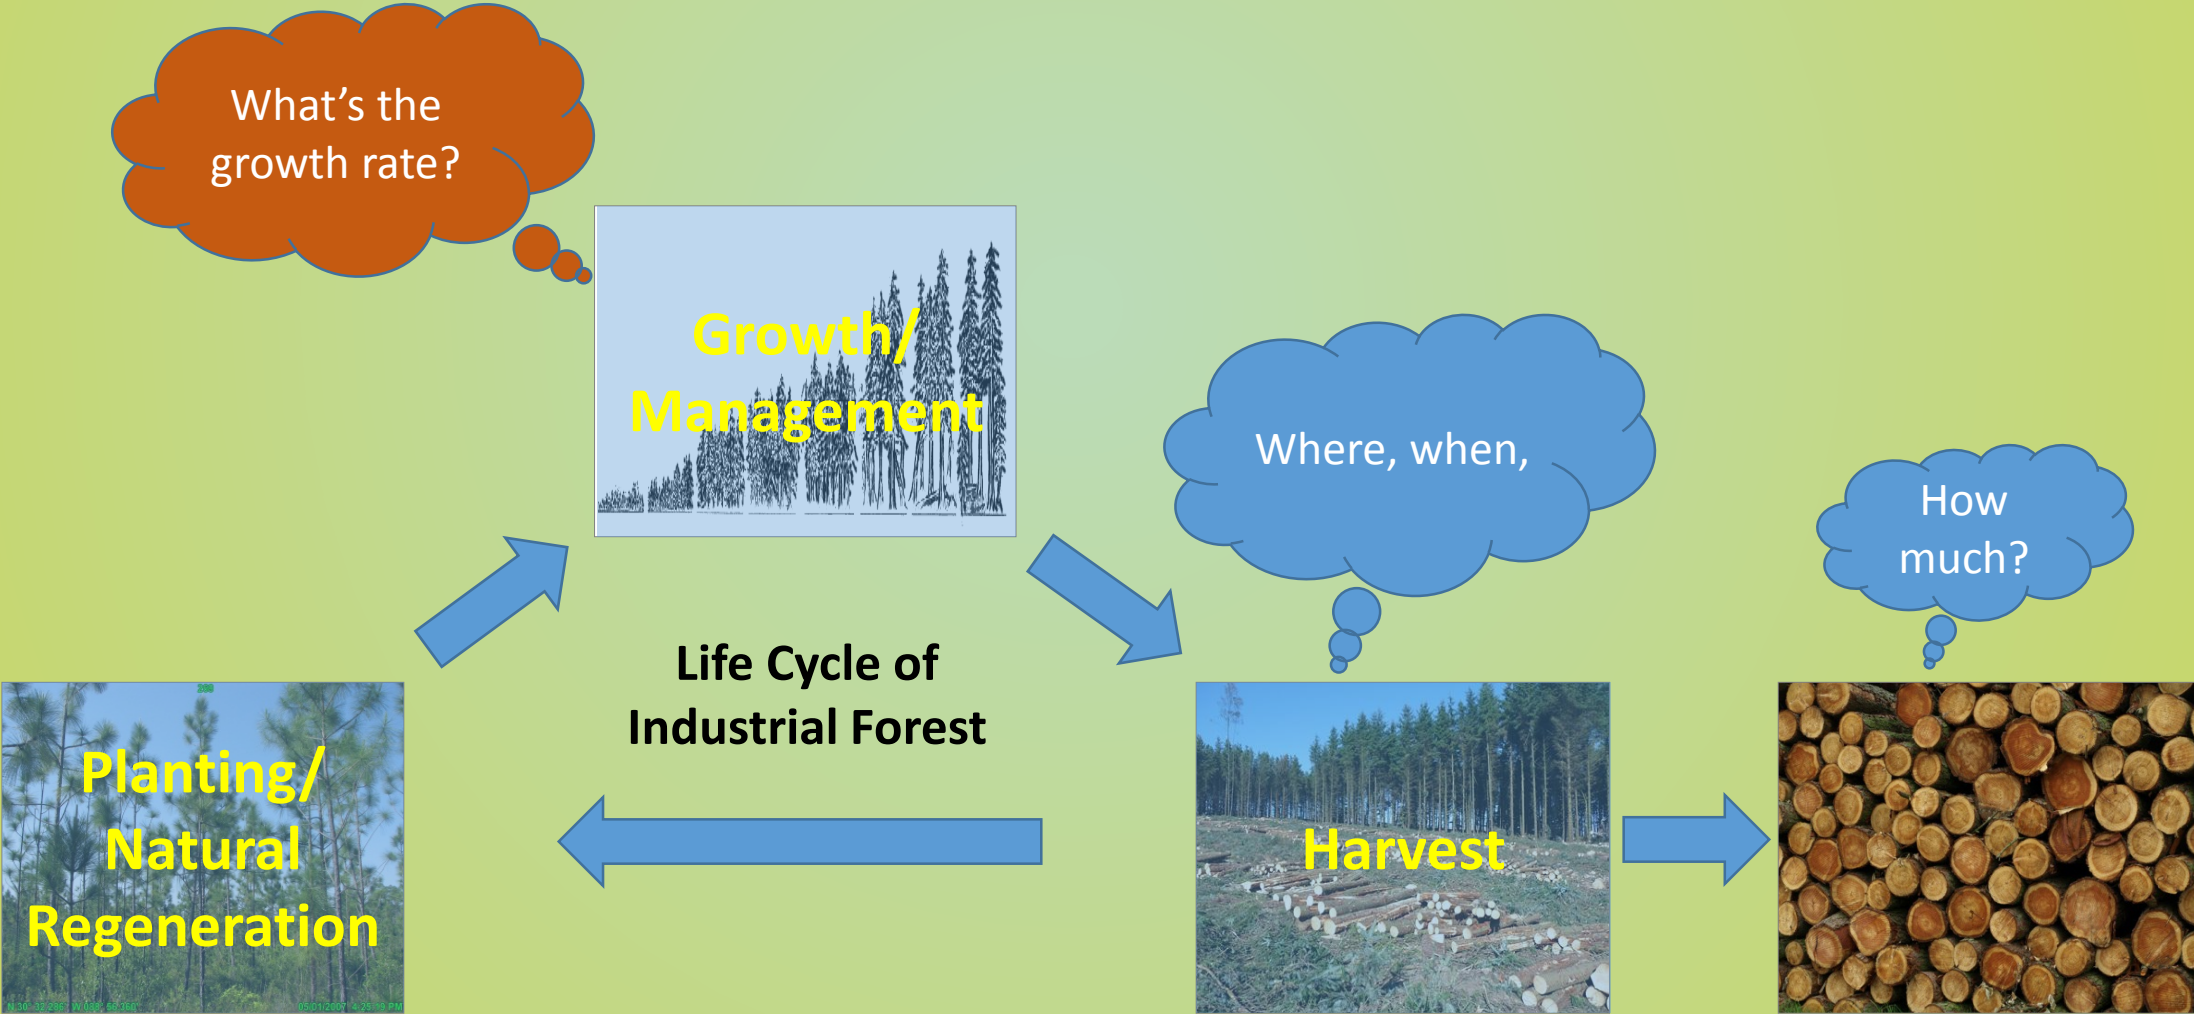 What’s the
growth rate?
Growth/
Management
Where, when,
How
much?
Life Cycle of
Industrial Forest
288
Planting/
Natural
Regeneration
Harvest